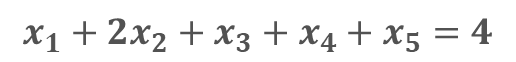 x₁ + 2x₂ + x₃ + x₄ + x₅ = 4